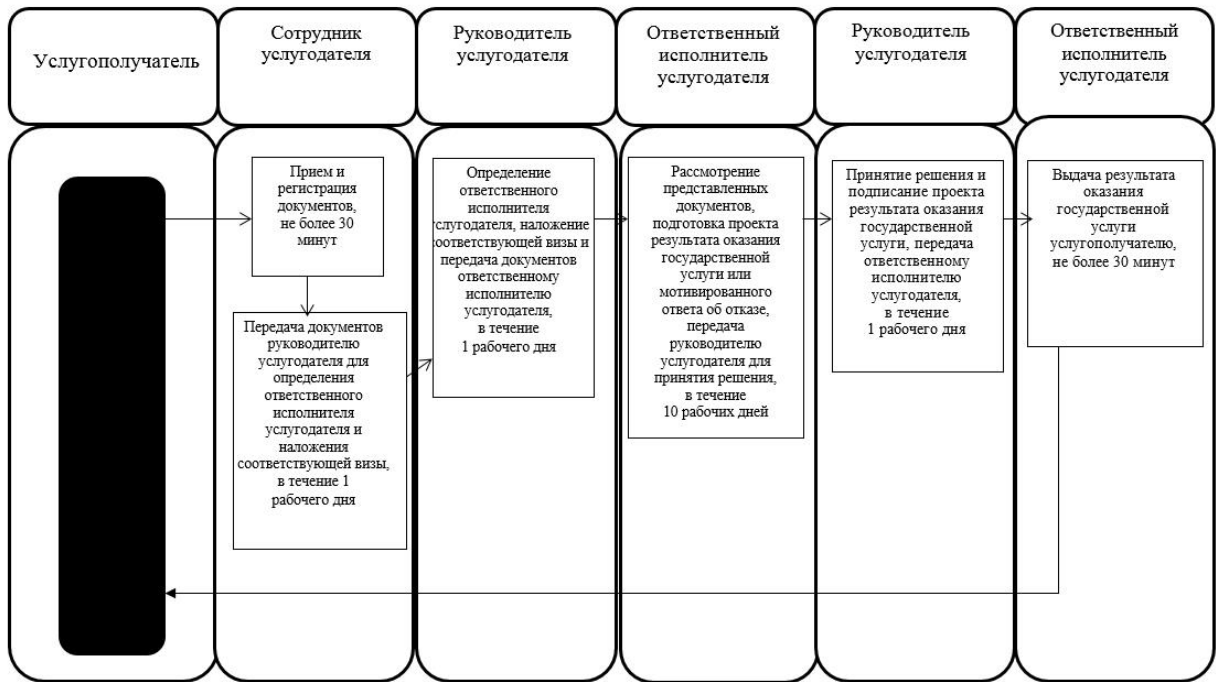 Услугополучатель
Сотрудник
услугодателя
Руководитель
услугодателя
Ответственный
исполнитель
услугодателя
Руководитель
услугодателя
Ответственный
исполнитель
услугодателя
Прием и
регистрация
документов,
не более 30
минут
Передача документов
руководителю
услугодателя для
определения
ответственного
исполнителя
услугодателя и
наложения
соответствующей визы,
в течение 1
рабочего дня
Определение
ответственного
исполнителя
услугодателя, наложение
соответствующей визы и
передача документов
ответственному
исполнителю
услугодателя,
в течение
1 рабочего дня
Рассмотрение
представленных
документов,
подготовка проекта
результата оказания
государственной
услуги или
мотивированного
ответа об отказе,
передача
руководителю
услугодателя для
принятия решения,
в течение
10 рабочих дней
Принятие решения и
подписание проекта
результата оказания
государственной
услуги, передача
ответственному
исполнителю
услугодателя,
в течение
1 рабочего дня
Выдача результата
оказания
государственной
услуги
услугополучателю,
не более 30 минут